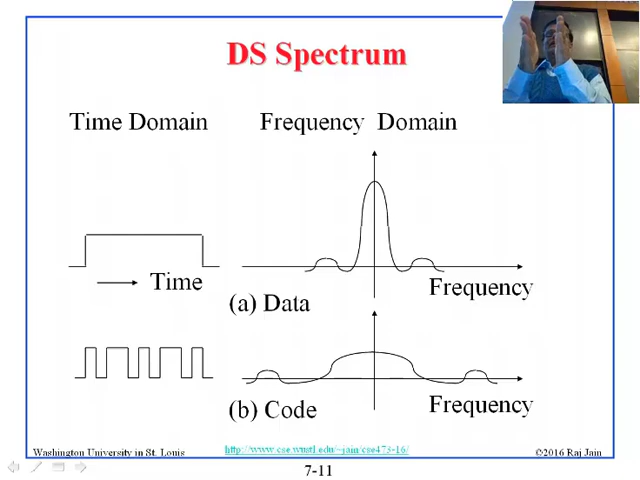 DS Spectrum
Time Domain
Frequency Domain
Time
Frequency
(a) Data
(b) Code
Frequency
Washington University in St. Louis
http://www.cse.wustl.edu/~jain/cse473-16/
©2016 Raj Jain
7-11